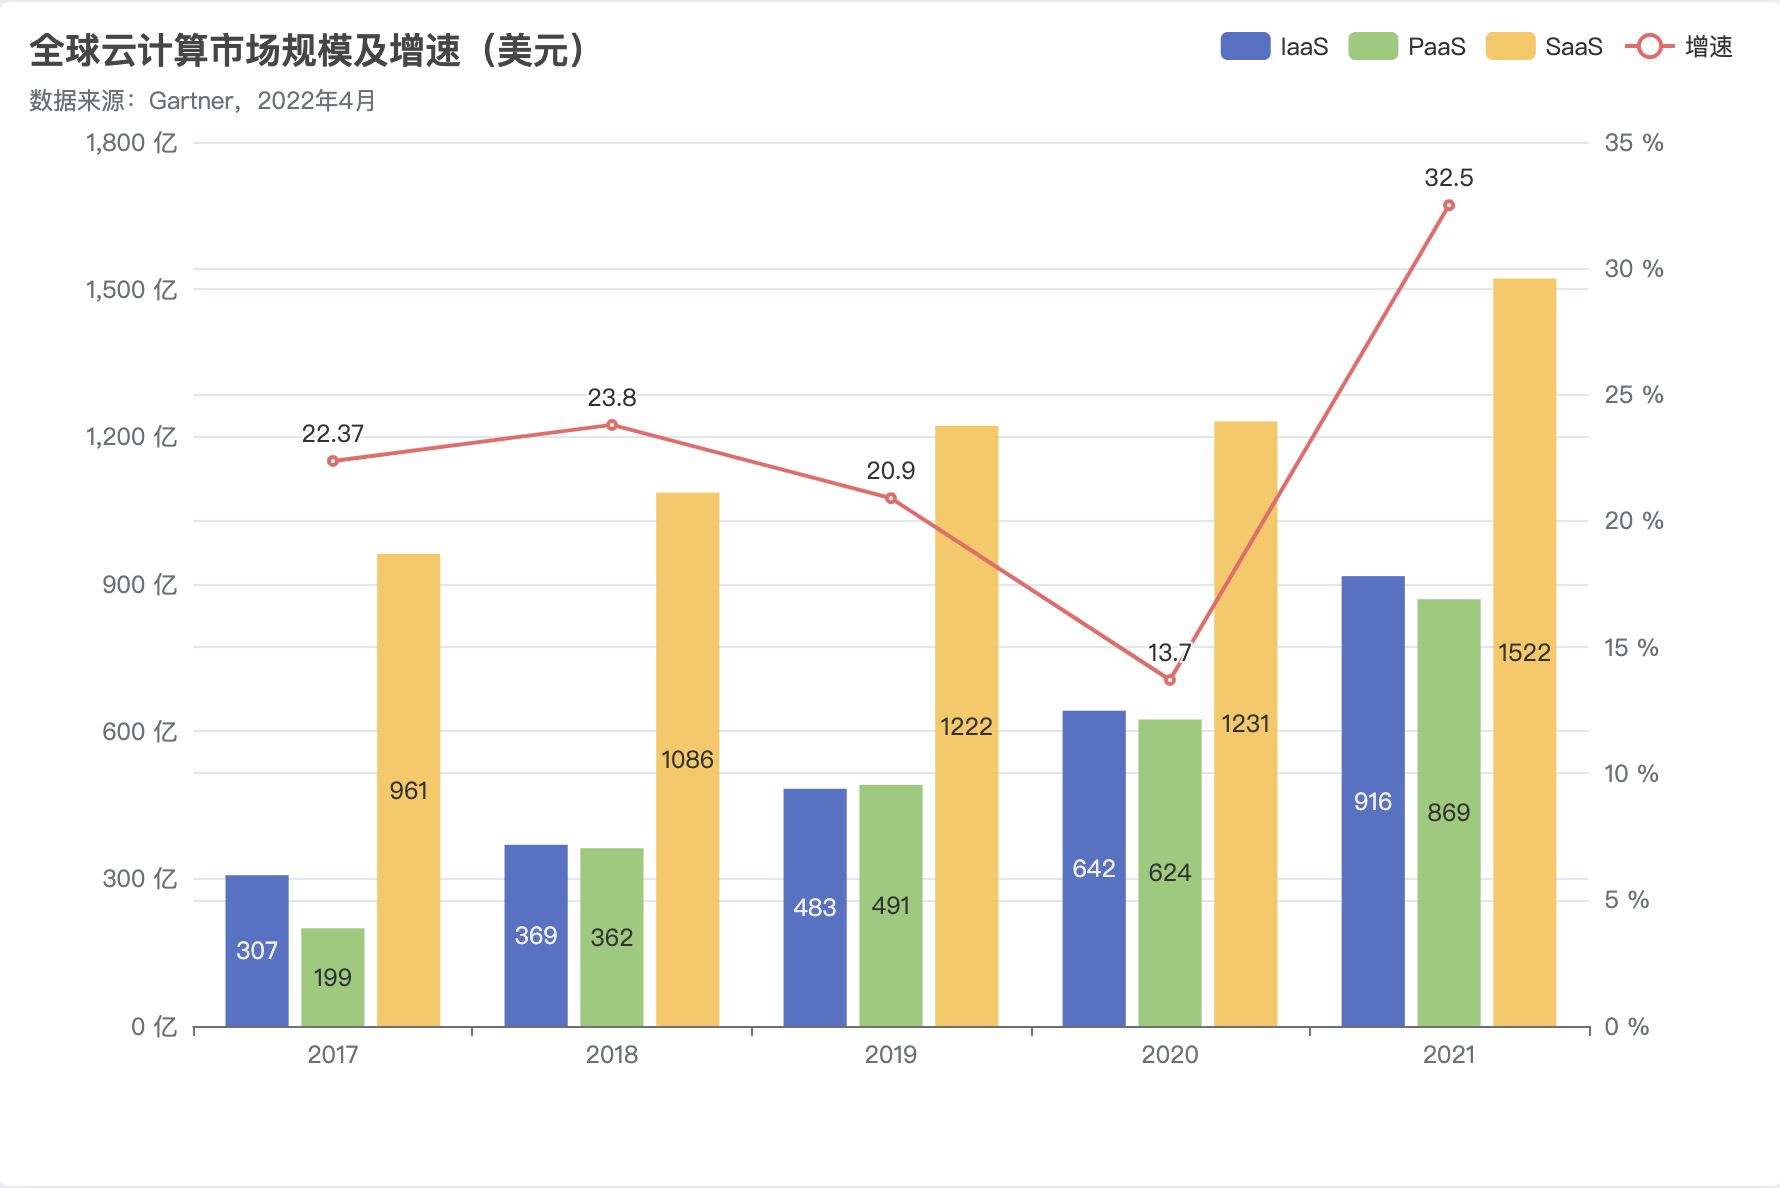 全球云计算市场规模及增速（美元）
数据来源：Gartner，2022年4月
IaaS PaaS SaaS 增速
1,800 亿
1,500 亿
1,200 亿
900 亿
600 亿
300 亿
0 亿
35 %
30 %
25 %
20 %
15 %
10 %
5 %
0 %
22.37
23.8
20.9
13.7
32.5
307 199 961
369 362 1086
483 491 1222
642 624 1231
916 869 1522
2017 2018 2019 2020 2021